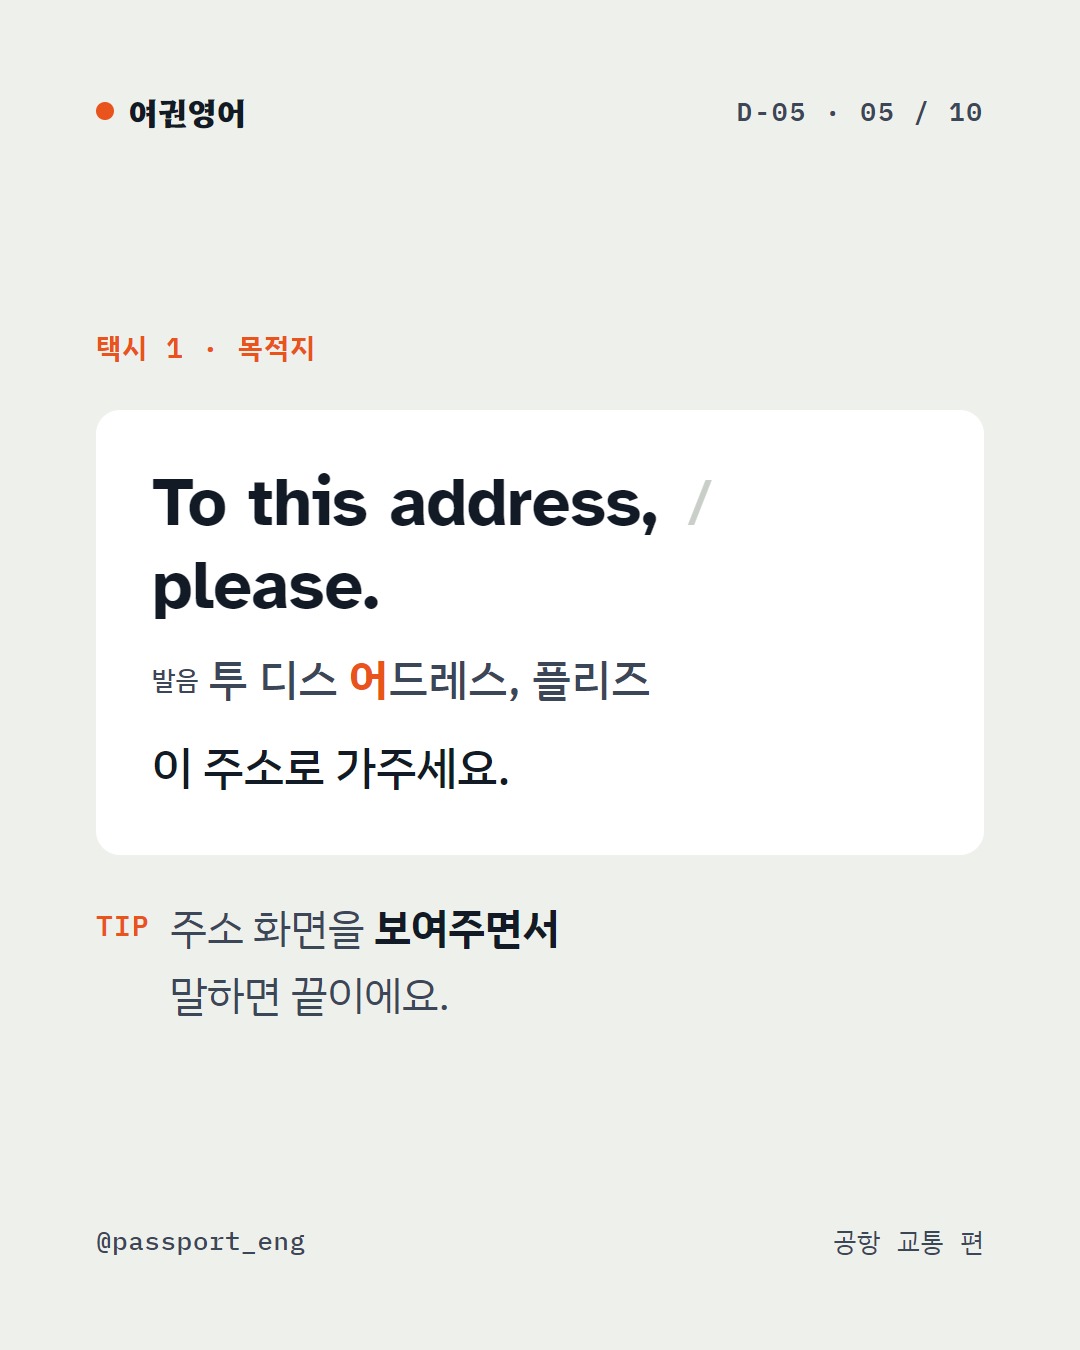 여권영어
D-05 · 05 / 10
택시 1 · 목적지
To this address, /
please.
발음 투 디스 어드레스, 플리즈
이 주소로 가주세요.
TIP 주소 화면을 보여주면서
말하면 끝이에요.
@passport_eng
공항 교통 편